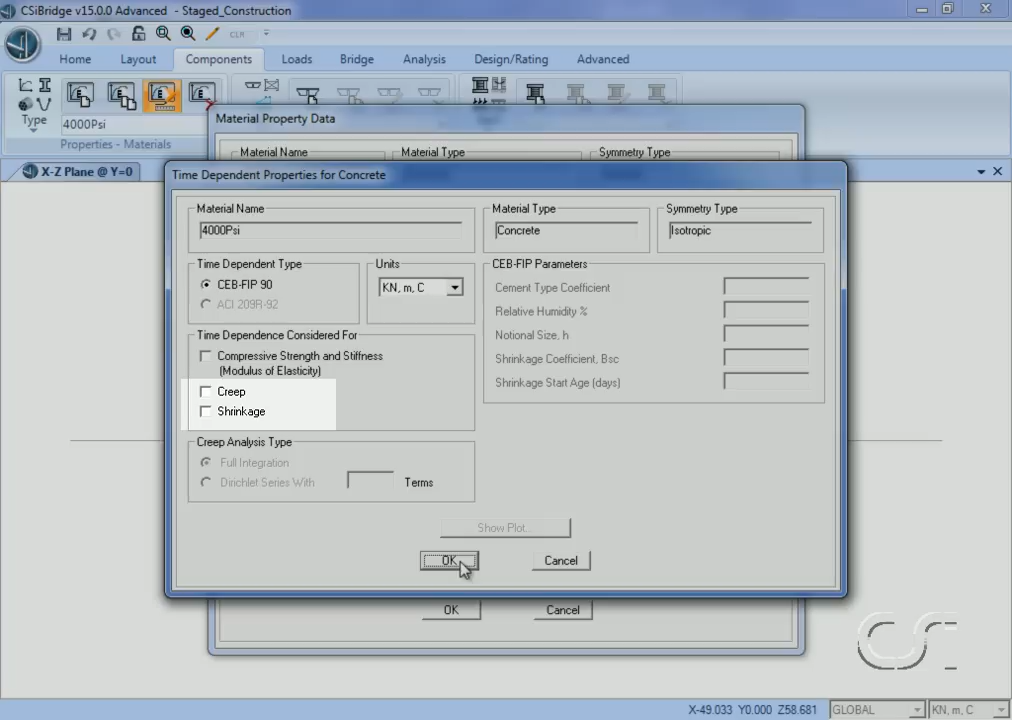 CSiBridge v15.0.0 Advanced - Staged_Construction
CLR
Home Layout Components Loads Bridge Analysis Design/Rating Advanced
Type
4000Psi
Properties - Materials
Material Property Data
Material Name Material Type Symmetry Type
X-Z Plane @ Y=0
Time Dependent Properties for Concrete
Material Name Material Type Symmetry Type
4000Psi Concrete Isotropic
Time Dependent Type Units CEB-FIP Parameters
CEB-FIP 90 KN, m, C Cement Type Coefficient
ACI 209R-92 Relative Humidity %
Notional Size, h
Time Dependence Considered For
Compressive Strength and Stiffness Shrinkage Coefficient, Bsc
(Modulus of Elasticity)
Shrinkage Start Age (days)
Creep
Shrinkage
Creep Analysis Type
Full Integration
Dirichlet Series With Terms
Show Plot...
OK Cancel
OK Cancel
CSI
X-49.033 Y0.000 Z58.681 GLOBAL KN, m, C